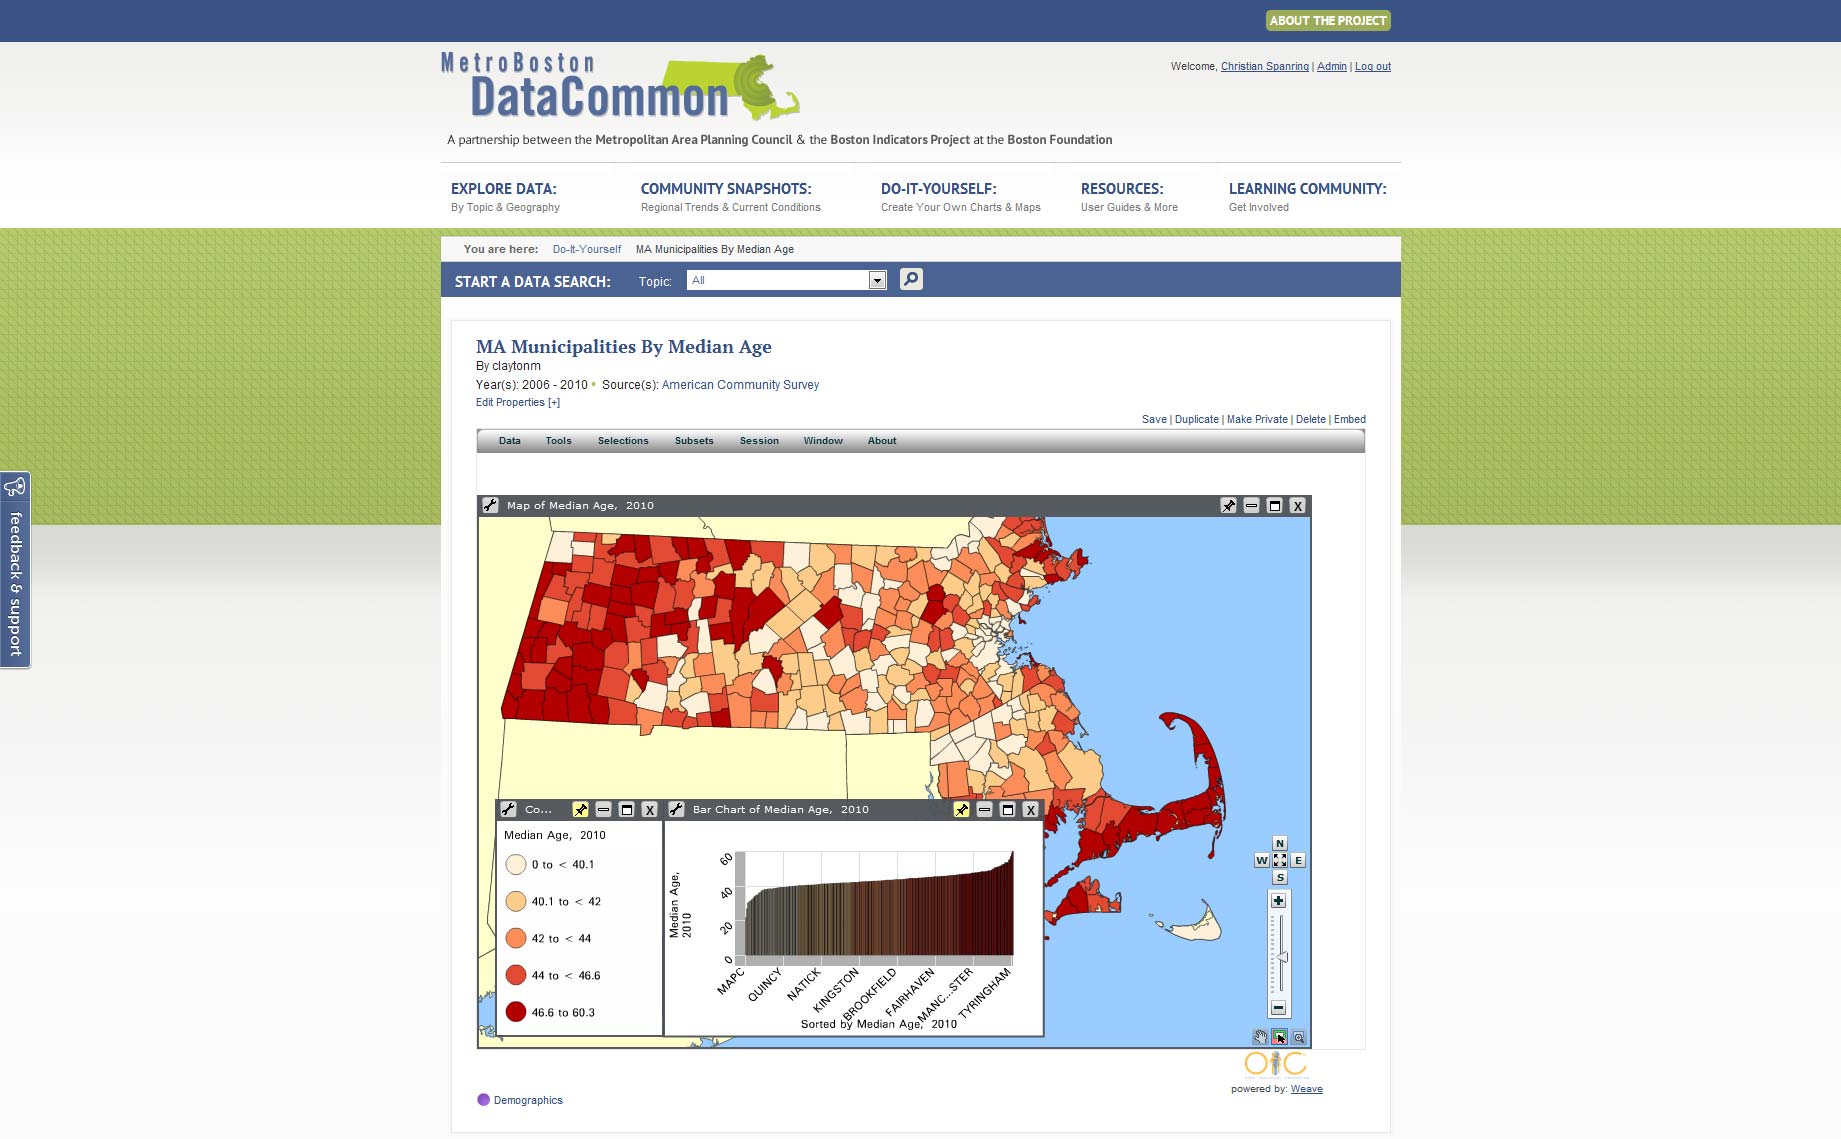 ABOUT THE PROJECT
MetroBoston
DataCommon
Welcome, Christian Spanring | Admin | Log out
A partnership between the Metropolitan Area Planning Council & the Boston Indicators Project at the Boston Foundation
EXPLORE DATA: COMMUNITY SNAPSHOTS: DO-IT-YOURSELF: RESOURCES: LEARNING COMMUNITY:
By Topic & Geography Regional Trends & Current Conditions Create Your Own Charts & Maps User Guides & More Get Involved
You are here: Do-It-Yourself MA Municipalities By Median Age
START A DATA SEARCH: Topic: All
MA Municipalities By Median Age
By claytonm
Year(s): 2006 - 2010 Source(s): American Community Survey
Edit Properties [+]
Save | Duplicate | Make Private | Delete | Embed
Data Tools Selections Subsets Session Window About
feedback & support
Map of Median Age, 2010
X
N
W E
S
Co... X
Median Age, 2010
0 to < 40.1
40.1 to < 42
42 to < 44
44 to < 46.6
46.6 to 60.3
Bar Chart of Median Age, 2010 X
Median Age,
2010
60
40
20
0
MAPC QUINCY NATICK KINGSTON BROOKFIELD FAIRHAVEN MANC...STER TYRINGHAM
Sorted by Median Age, 2010
OIC
powered by: Weave
Demographics